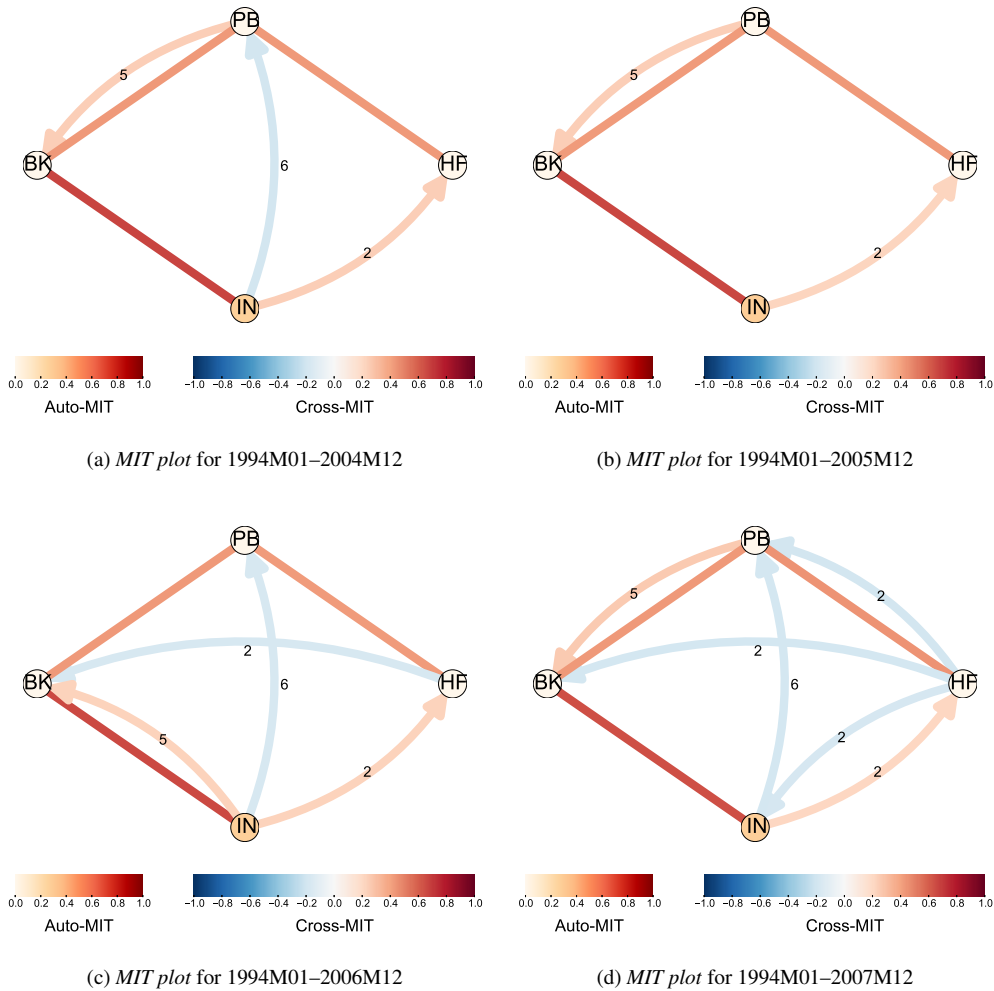 PB
5
BK
6
HF
2
IN
0.0 0.2 0.4 0.6 0.8 1.0
Auto-MIT
−1.0 −0.8 −0.6 −0.4 −0.2 0.0 0.2 0.4 0.6 0.8 1.0
Cross-MIT
(a) MIT plot for 1994M01–2004M12
PB
5
BK
HF
2
IN
0.0 0.2 0.4 0.6 0.8 1.0
Auto-MIT
−1.0 −0.8 −0.6 −0.4 −0.2 0.0 0.2 0.4 0.6 0.8 1.0
Cross-MIT
(b) MIT plot for 1994M01–2005M12
PB
2
BK
6
HF
5
2
IN
0.0 0.2 0.4 0.6 0.8 1.0
Auto-MIT
−1.0 −0.8 −0.6 −0.4 −0.2 0.0 0.2 0.4 0.6 0.8 1.0
Cross-MIT
(c) MIT plot for 1994M01–2006M12
PB
5
2
2
BK
6
HF
2
2
IN
0.0 0.2 0.4 0.6 0.8 1.0
Auto-MIT
−1.0 −0.8 −0.6 −0.4 −0.2 0.0 0.2 0.4 0.6 0.8 1.0
Cross-MIT
(d) MIT plot for 1994M01–2007M12